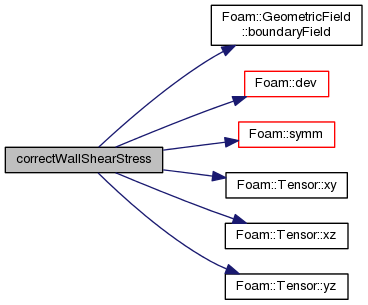 Foam::GeometricField
::boundaryField
Foam::dev
Foam::symm
correctWallShearStress
Foam::Tensor::xy
Foam::Tensor::xz
Foam::Tensor::yz